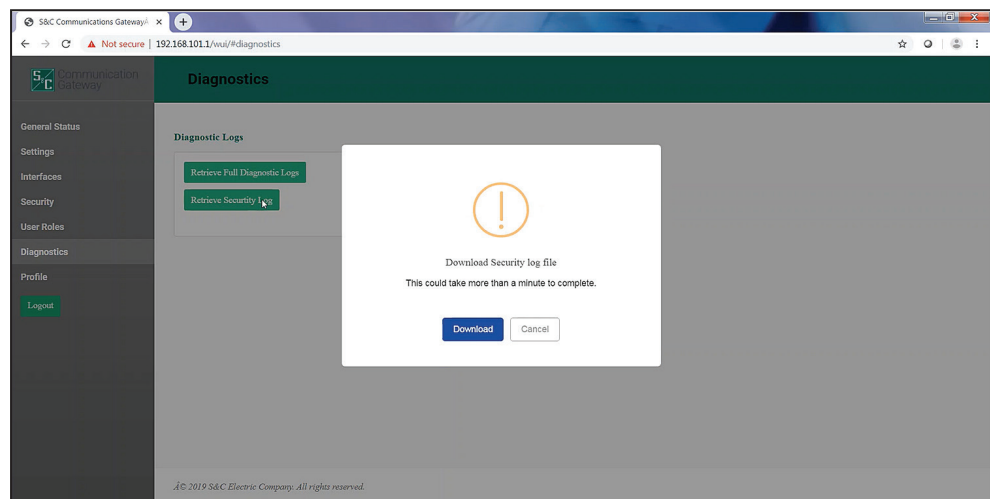 S&C Communications GatewayÂ
Not secure | 192.168.101.1/wui/#diagnostics
S&C Communication
Gateway
Diagnostics
General Status
Settings
Interfaces
Security
User Roles
Diagnostics
Profile
Logout
Diagnostic Logs
Retrieve Full Diagnostic Logs
Retrieve Security Log
Download Security log file
This could take more than a minute to complete.
Download
Cancel
Â© 2019 S&C Electric Company. All rights reserved.